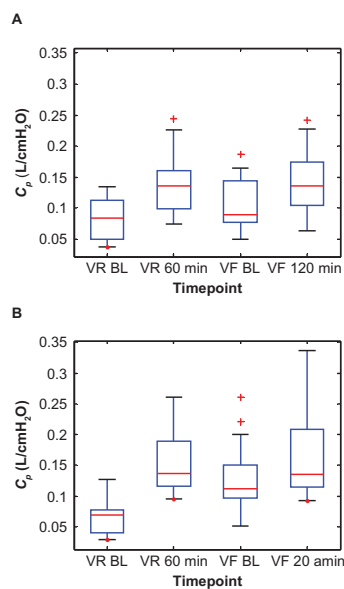 A
0.35
0.3
0.25
0.2
0.15
0.1
0.05
Cp (L/cmH2O)
VR BL VR 60 min VF BL VF 120 min
Timepoint
B
0.35
0.3
0.25
0.2
0.15
0.1
0.05
Cp (L/cmH2O)
VR BL VR 60 min VF BL VF 20 amin
Timepoint